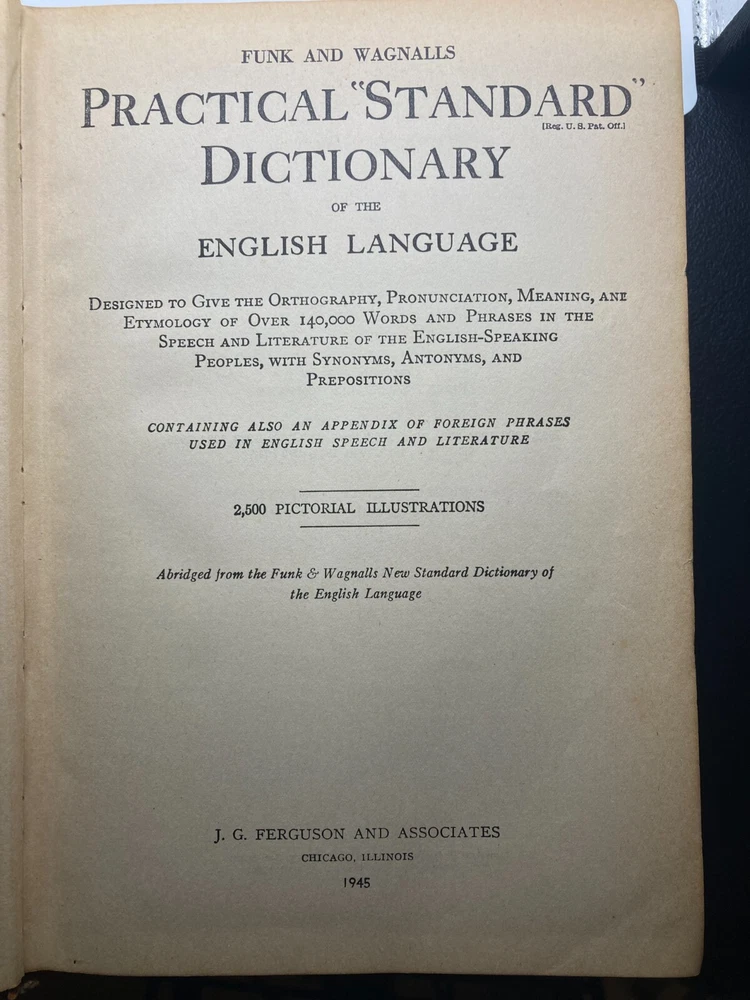 FUNK AND WAGNALLS
PRACTICAL "STANDARD"
[Reg. U. S. Pat. Off.]
DICTIONARY
OF THE
ENGLISH LANGUAGE
DESIGNED TO GIVE THE ORTHOGRAPHY, PRONUNCIATION, MEANING, AND
ETYMOLOGY OF OVER 140,000 WORDS AND PHRASES IN THE
SPEECH AND LITERATURE OF THE ENGLISH-SPEAKING
PEOPLES, WITH SYNONYMS, ANTONYMS, AND
PREPOSITIONS
CONTAINING ALSO AN APPENDIX OF FOREIGN PHRASES
USED IN ENGLISH SPEECH AND LITERATURE
2,500 PICTORIAL ILLUSTRATIONS
Abridged from the Funk & Wagnalls New Standard Dictionary of
the English Language
J. G. FERGUSON AND ASSOCIATES
CHICAGO, ILLINOIS
1945